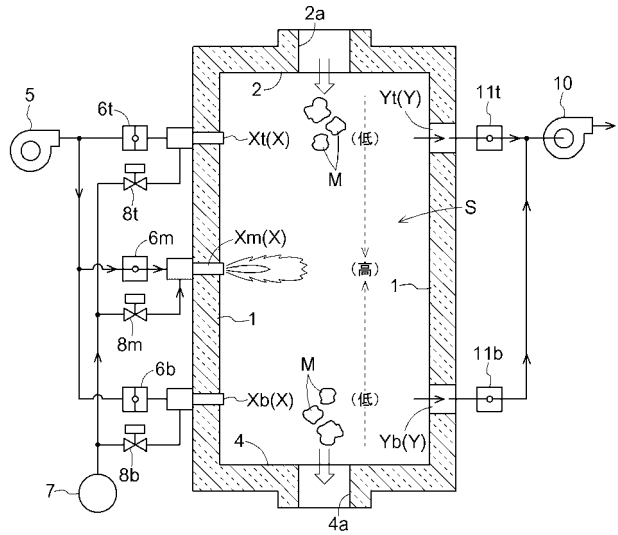 2a
2
Yt(Y)
11t
10
5
6t
Xt(X)
M
(低)
8t
S
6m
Xm(X)
(高)
1
1
8m
11b
6b
M
Xb(X)
(低)
8b
4
Yb(Y)
7
4a